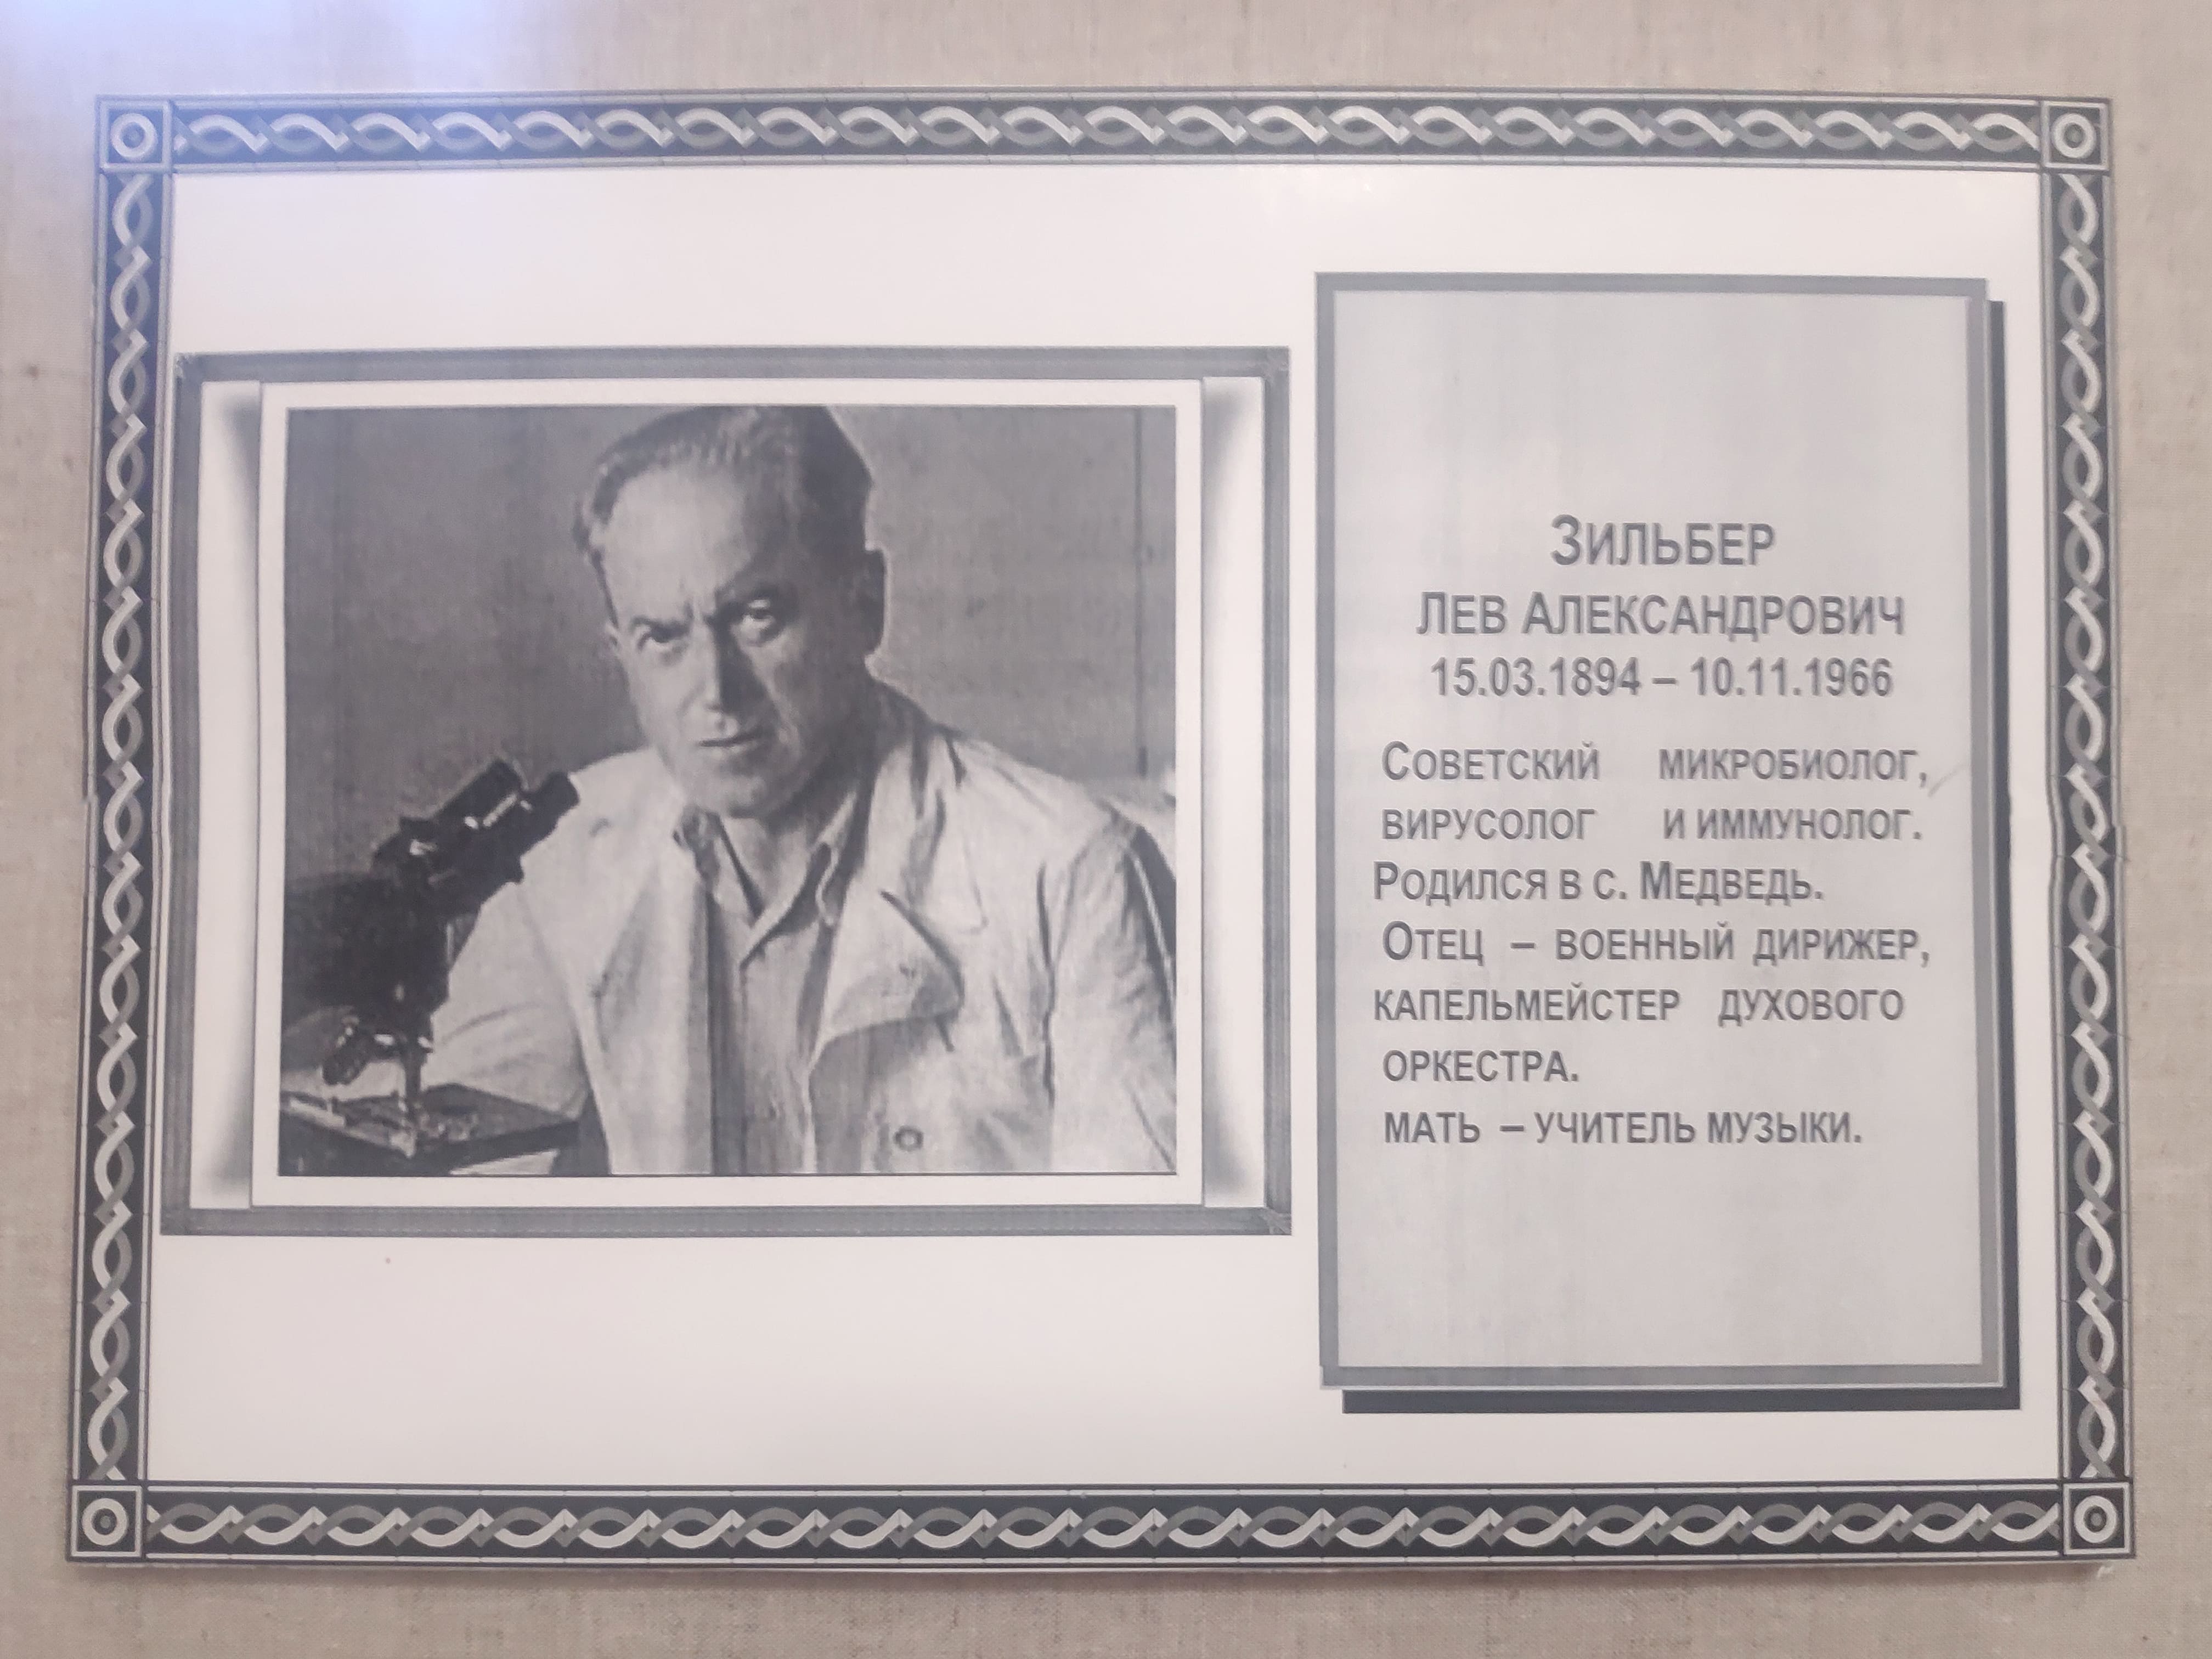 Зильбер
Лев Александрович
15.03.1894 – 10.11.1966
Советский микробиолог,
вирусолог и иммунолог.
Родился в с. Медведь.
Отец – военный дирижер,
капельмейстер духового
оркестра.
мать – учитель музыки.